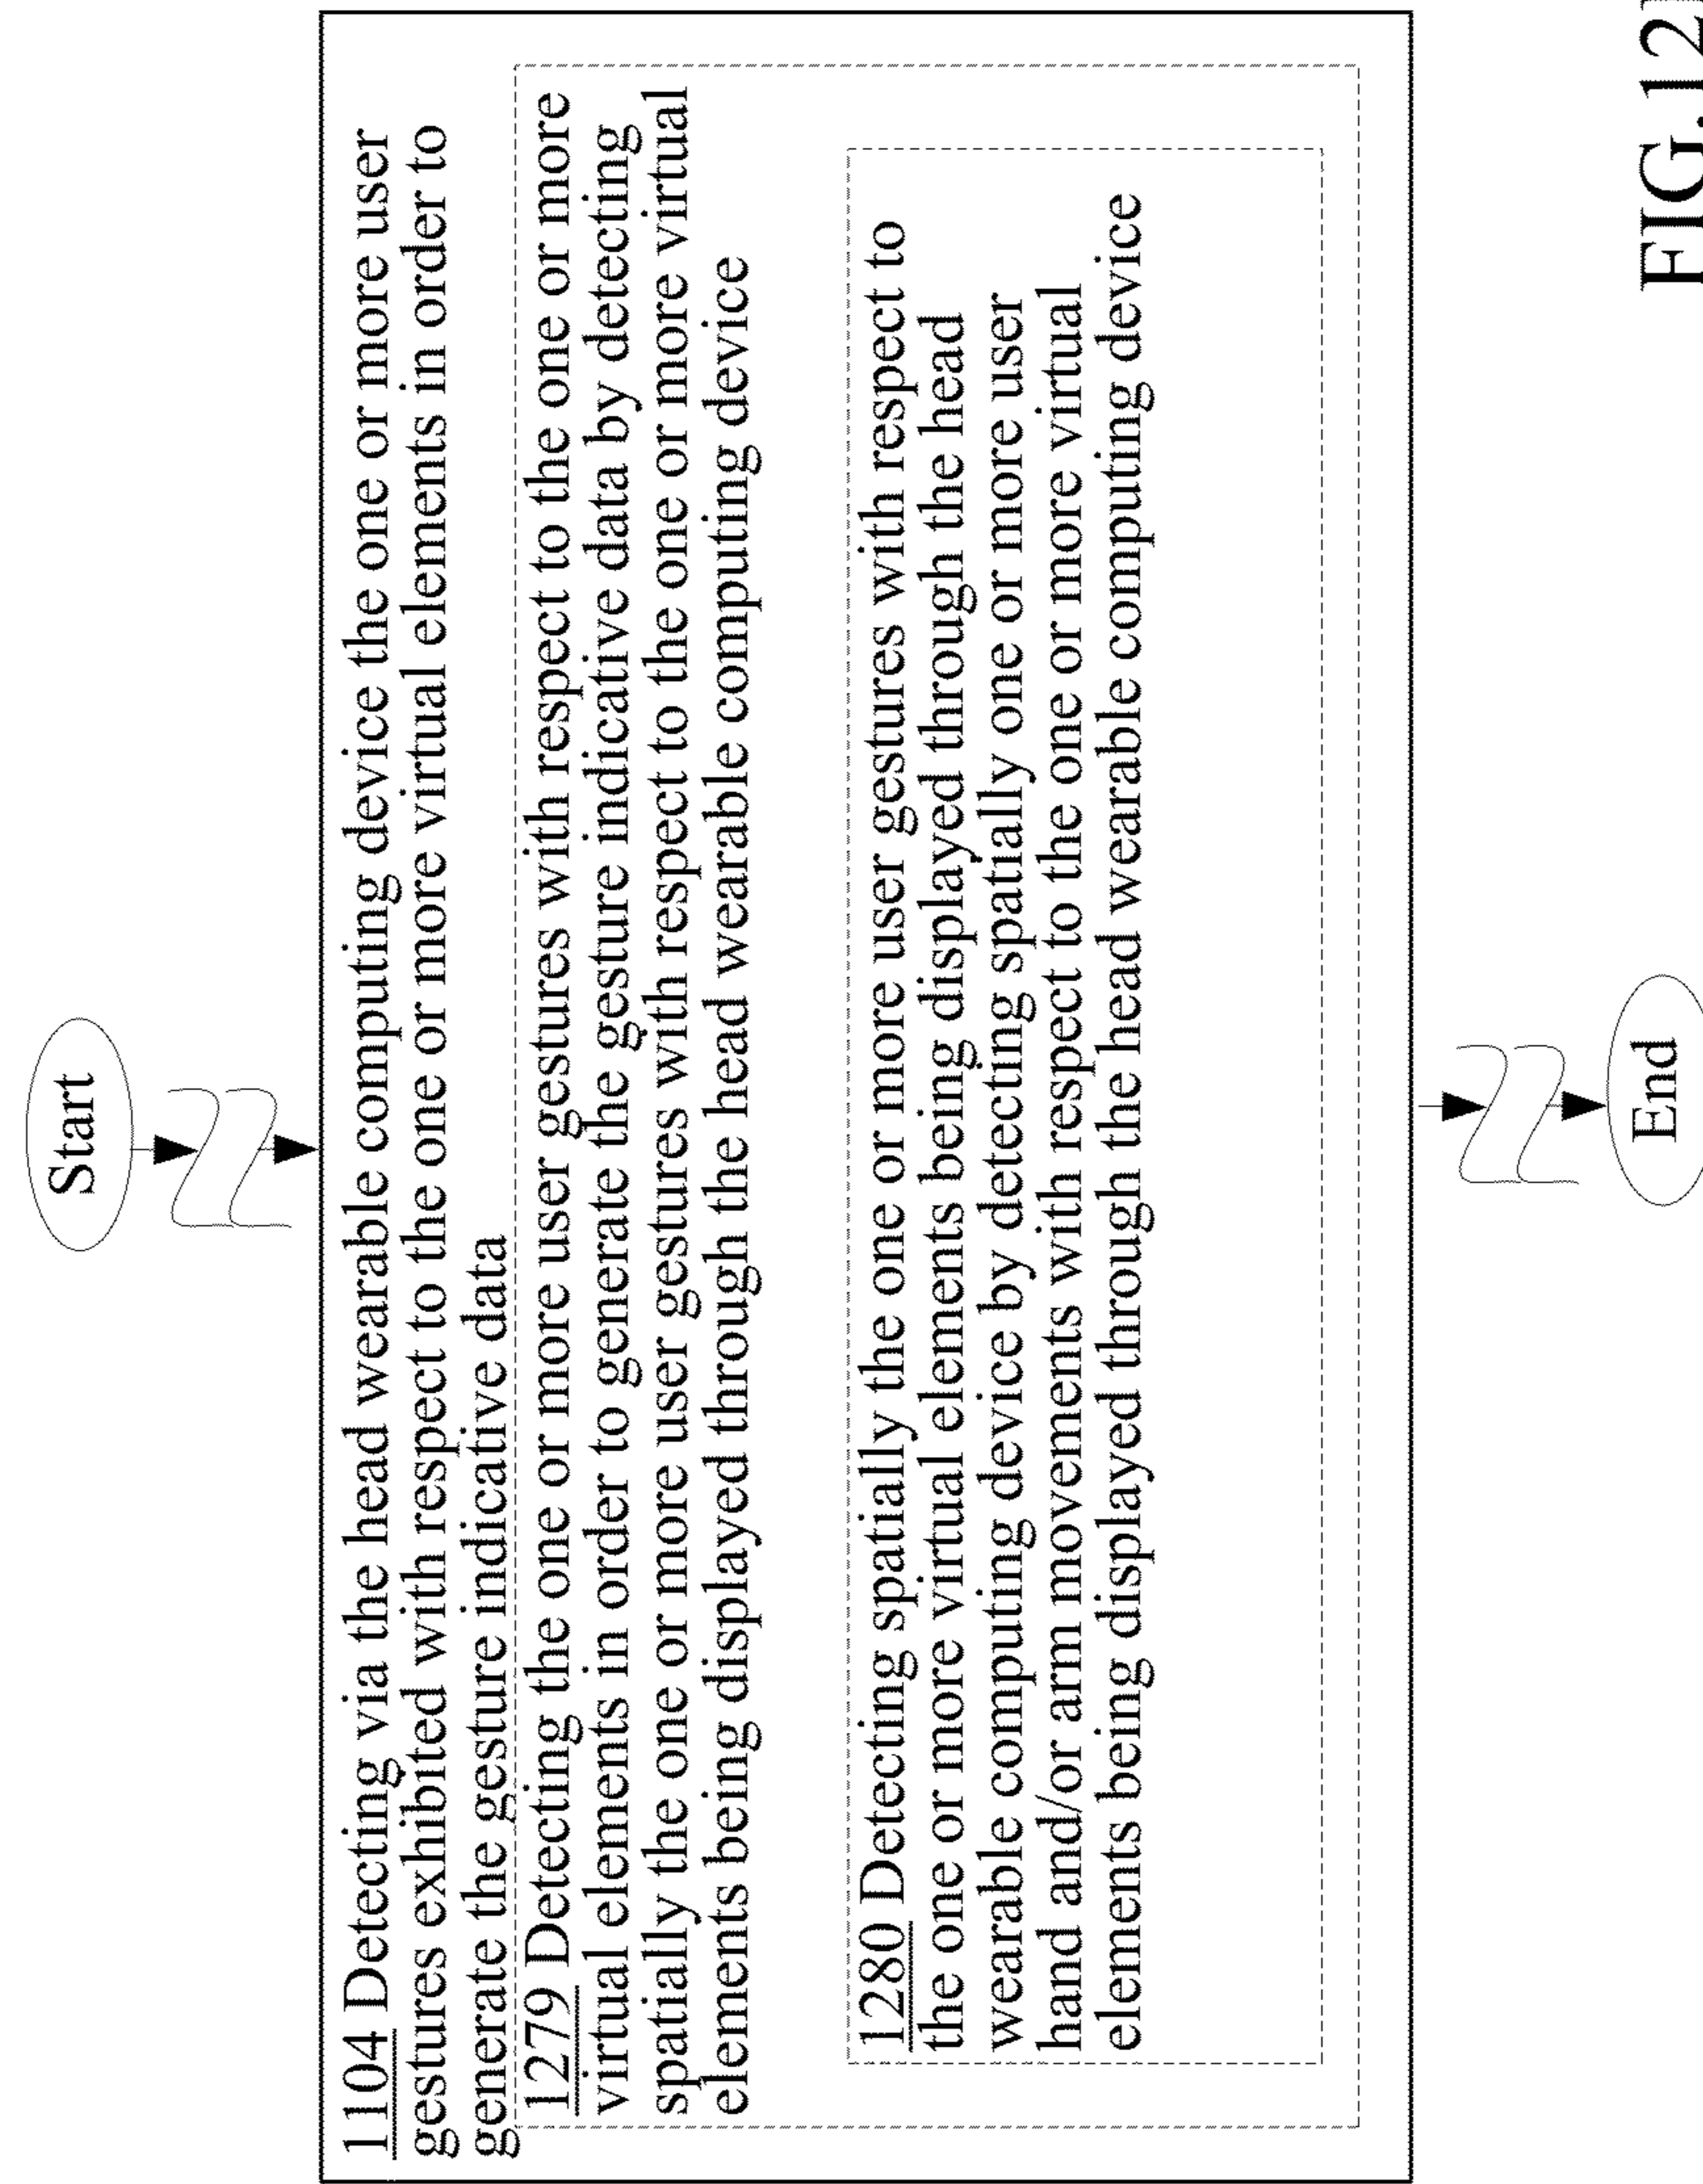 Start
1104 Detecting via the head wearable computing device the one or more user
gestures exhibited with respect to the one or more virtual elements in order to
generate the gesture indicative data
1279 Detecting the one or more user gestures with respect to the one or more
virtual elements in order to generate the gesture indicative data by detecting
spatially the one or more user gestures with respect to the one or more virtual
elements being displayed through the head wearable computing device
1280 Detecting spatially the one or more user gestures with respect to
the one or more virtual elements being displayed through the head
wearable computing device by detecting spatially one or more user
hand and/or arm movements with respect to the one or more virtual
elements being displayed through the head wearable computing device
End